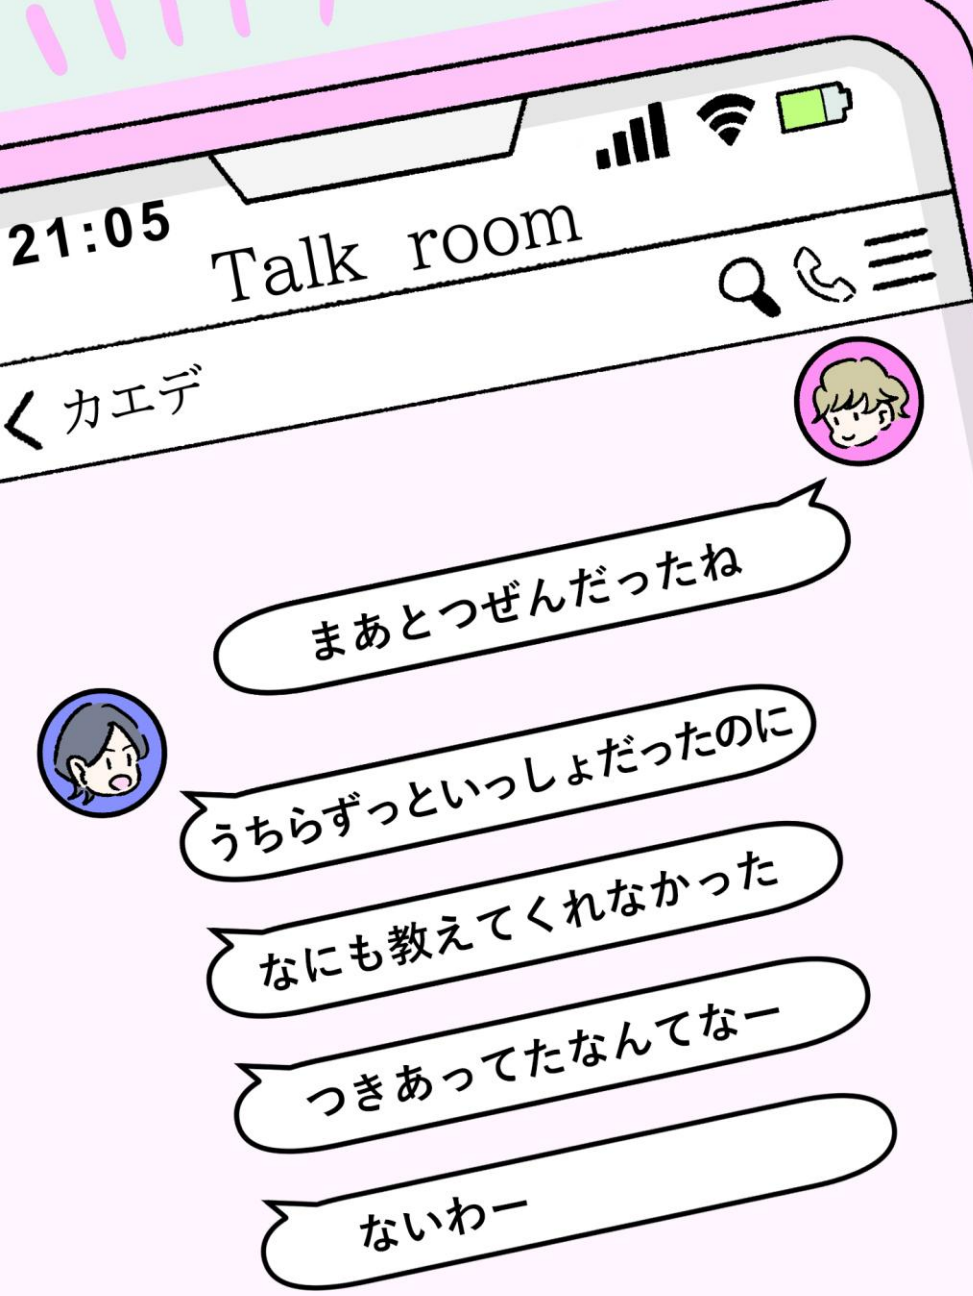 21:05
Talk room
カエデ
まあとつぜんだったね
うちらずっといっしょだったのに
なにも教えてくれなかった
つきあってたなんてなー
ないわー